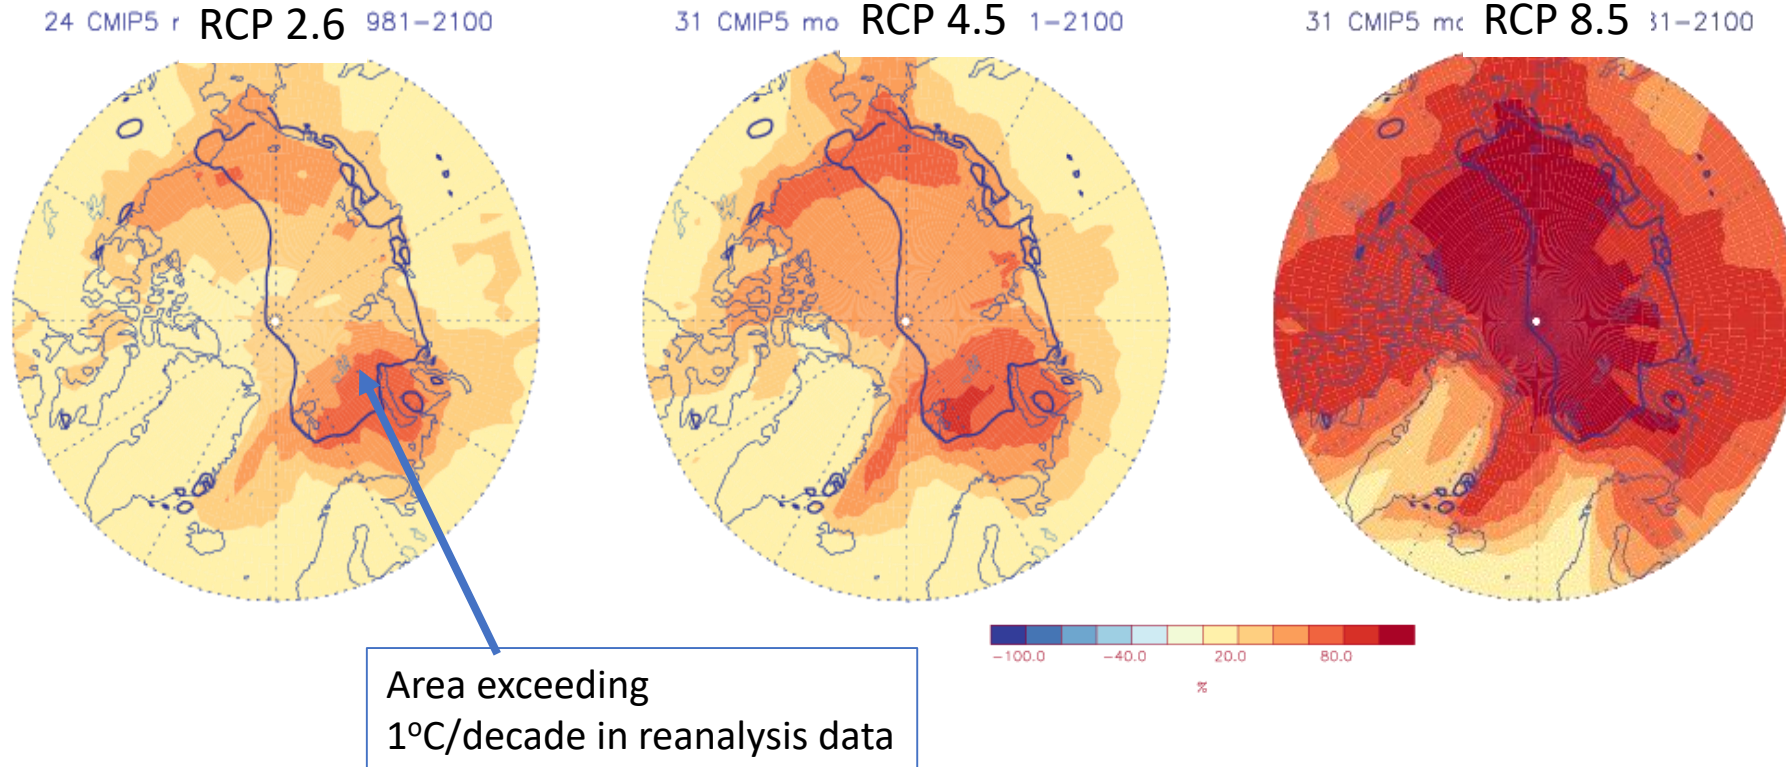 24 CMIP5 r RCP 2.6 981-2100
31 CMIP5 mo RCP 4.5 1-2100
31 CMIP5 mo RCP 8.5 31-2100
-100.0 -40.0 20.0 80.0
%
Area exceeding
1°C/decade in reanalysis data